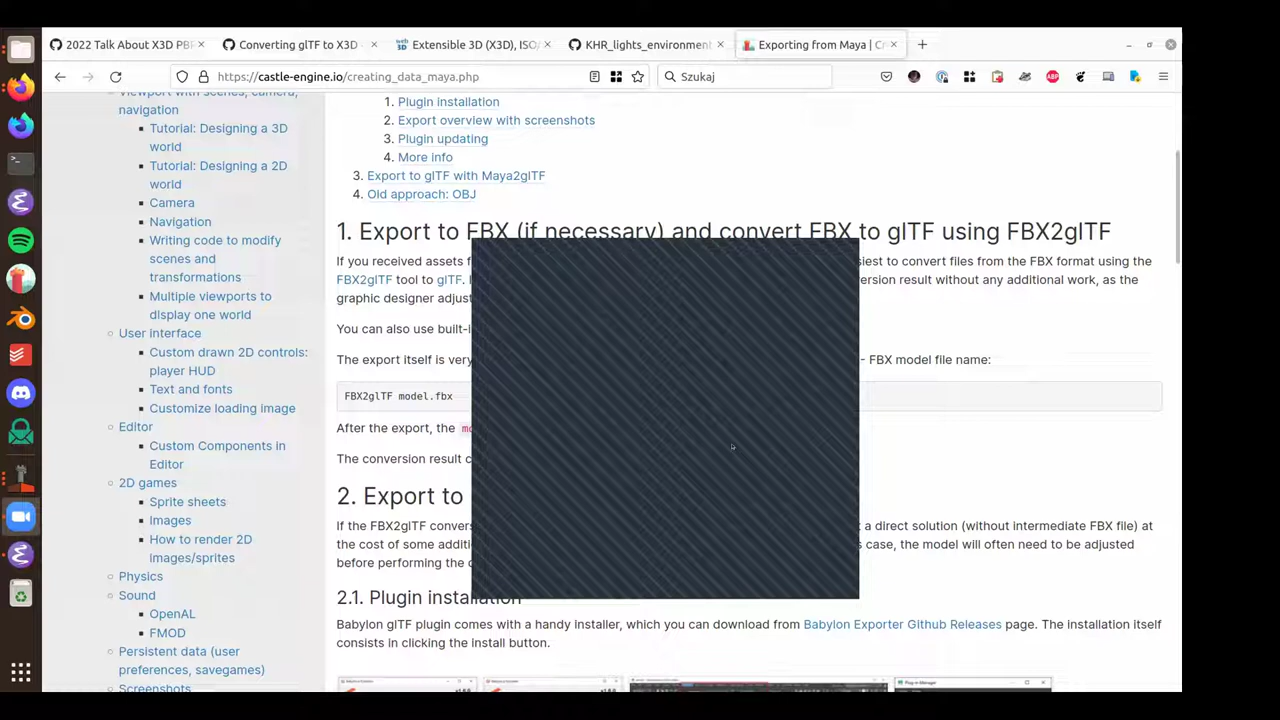 2022 Talk About X3D PBR
Converting glTF to X3D
Extensible 3D (X3D), ISO/
KHR_lights_environment
Exporting from Maya | Cr
https://castle-engine.io/creating_data_maya.php
Szukaj
Viewport with scenes, camera,
navigation
Tutorial: Designing a 3D
world
Tutorial: Designing a 2D
world
Camera
Navigation
Writing code to modify
scenes and
transformations
Multiple viewports to
display one world
User interface
Custom drawn 2D controls:
player HUD
Text and fonts
Customize loading image
Editor
Custom Components in
Editor
2D games
Sprite sheets
Images
How to render 2D
images/sprites
Physics
Sound
OpenAL
FMOD
Persistent data (user
preferences, savegames)
Screenshots
1. Plugin installation
2. Export overview with screenshots
3. Plugin updating
4. More info
3. Export to glTF with Maya2glTF
4. Old approach: OBJ
1. Export to FBX (if necessary) and convert FBX to glTF using FBX2glTF
If you received assets f iest to convert files from the FBX format using the
FBX2glTF tool to glTF. rsion result without any additional work, as the
graphic designer adjust
You can also use built-i
The export itself is very - FBX model file name:
FBX2glTF model.fbx
After the export, the mo
The conversion result c
2. Export to
If the FBX2glTF convers a direct solution (without intermediate FBX file) at
the cost of some additi s case, the model will often need to be adjusted
before performing the c
2.1. Plugin installation
Babylon glTF plugin comes with a handy installer, which you can download from Babylon Exporter Github Releases page. The installation itself
consists in clicking the install button.